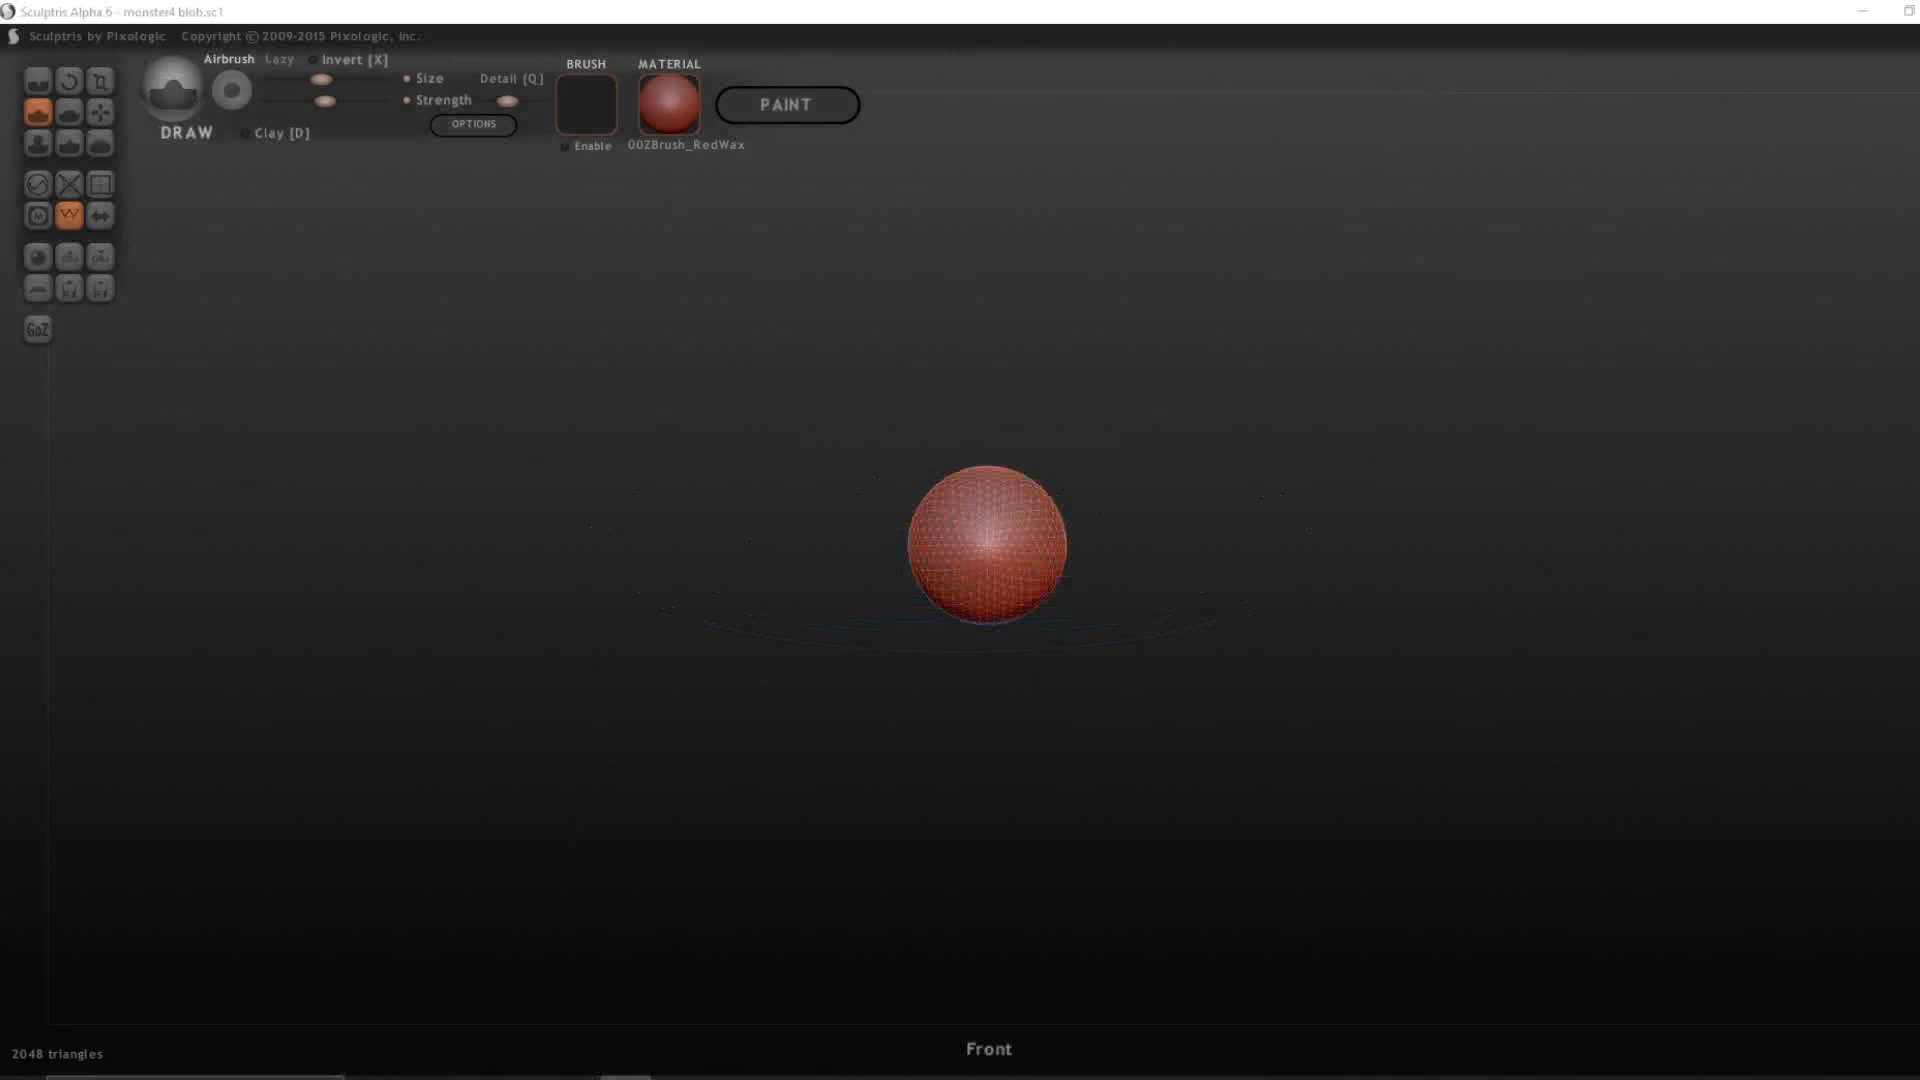 Sculptris Alpha 6 - monster4 blob.sc1
Sculptris by Pixologic Copyright © 2009-2015 Pixologic, Inc.
Airbrush Lazy Invert [X]
Size Detail [Q]
Strength
OPTIONS
DRAW Clay [D]
BRUSH
Enable
MATERIAL
00ZBrush_RedWax
PAINT
GoZ
2048 triangles
Front